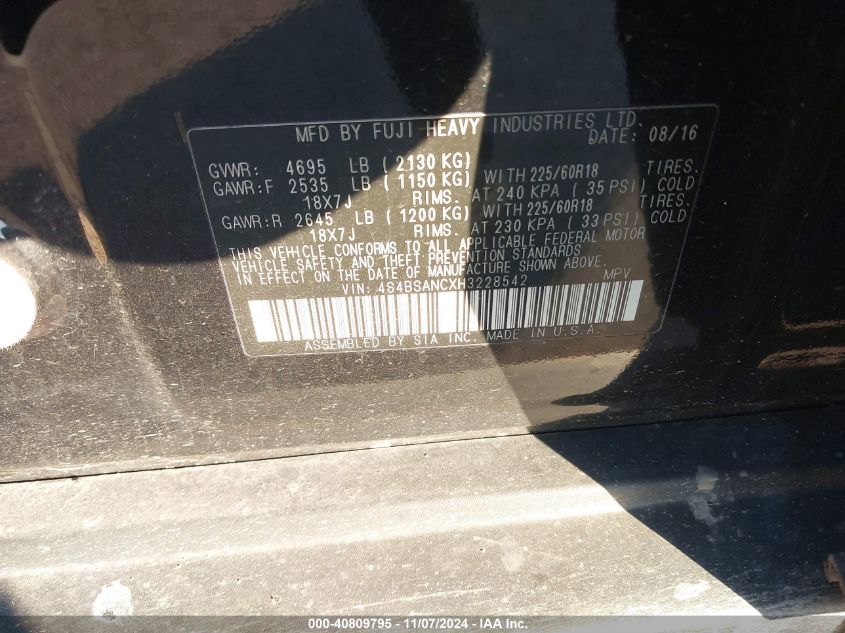 MFD BY FUJI HEAVY INDUSTRIES LTD.
DATE: 08/16
GVWR: 4695 LB (2130 KG)
GAWR:F 2535 LB (1150 KG) WITH 225/60R18 TIRES.
18X7J RIMS. AT 240 KPA (35 PSI) COLD
GAWR:R 2645 LB (1200 KG) WITH 225/60R18 TIRES.
18X7J RIMS. AT 230 KPA (33 PSI) COLD
THIS VEHICLE CONFORMS TO ALL APPLICABLE FEDERAL MOTOR
VEHICLE SAFETY AND THEFT PREVENTION STANDARDS
IN EFFECT ON THE DATE OF MANUFACTURE SHOWN ABOVE.
VIN: 4S4BSANCXH3228542 MPV
ASSEMBLED BY SIA INC. MADE IN U.S.A.
000-40809795 - 11/07/2024 - IAA Inc.